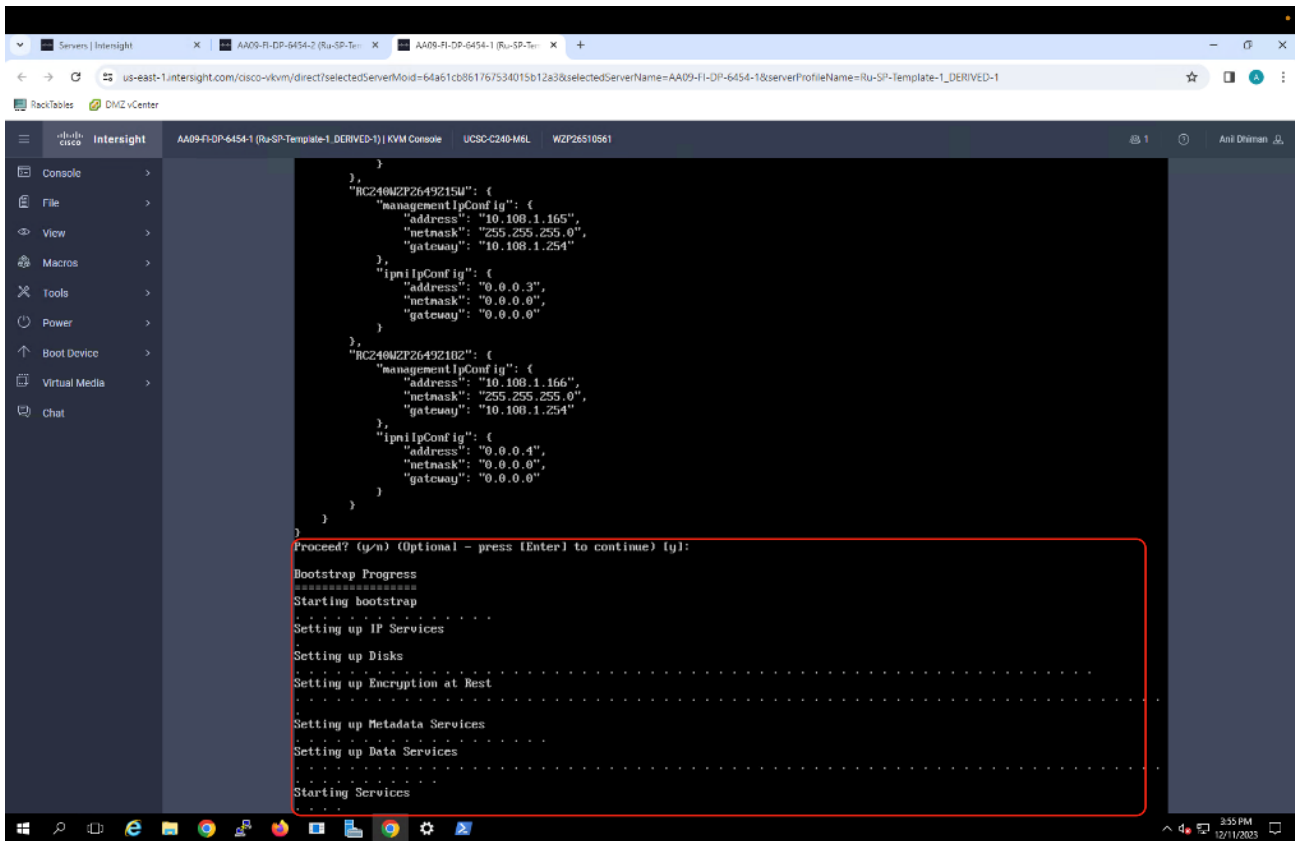 Servers | Intersight
AA09-FI-DP-6454-2 (Ru-SP-Tem
AA09-FI-DP-6454-1 (Ru-SP-Tem
us-east-1.intersight.com/cisco-vkvm/direct?selectedServerMoid=64a61cb861767534015b12a3&selectedServerName=AA09-FI-DP-6454-1&serverProfileName=Ru-SP-Template-1_DERIVED-1
A
RackTables
DMZ vCenter
cisco Intersight
AA09-FI-DP-6454-1 (Ru-SP-Template-1_DERIVED-1) | KVM Console
UCSC-C240-M6L
WZP26510561
1
Anil Dhiman
Console
File
View
Macros
Tools
Power
Boot Device
Virtual Media
Chat
}
},
"RC240WZP2649215W": {
"managementIpConfig": {
"address": "10.108.1.165",
"netmask": "255.255.255.0",
"gateway": "10.108.1.254"
},
"ipmiIpConfig": {
"address": "0.0.0.3",
"netmask": "0.0.0.0",
"gateway": "0.0.0.0"
}
},
"RC240WZP26492182": {
"managementIpConfig": {
"address": "10.108.1.166",
"netmask": "255.255.255.0",
"gateway": "10.108.1.254"
},
"ipmiIpConfig": {
"address": "0.0.0.4",
"netmask": "0.0.0.0",
"gateway": "0.0.0.0"
}
}
}
}
Proceed? (y/n) (Optional - press [Enter] to continue) [y]:
Bootstrap Progress
==================
Starting bootstrap
. . . . . . . . . . . . . . .
Setting up IP Services
.
Setting up Disks
. . . . . . . . . . . . . . . . . . . . . . . . . . . . . . . . . . . . . . . . . . . . . . . . . . . . . . . . . . . .
Setting up Encryption at Rest
. . . . . . . . . . . . . . . . . . . . . . . . . . . . . . . . . . . . . . . . . . . . . . . . . . . . . . . . . . . . . . . . .
.
Setting up Metadata Services
. . . . . . . . . . . . . . . . . . .
Setting up Data Services
. . . . . . . . . . . . . . . . . . . . . . . . . . . . . . . . . . . . . . . . . . . . . . . . . . . . . . . . . . . . . . . . .
. . . . . . . . . . .
Starting Services
. . . .
3:55 PM
12/11/2023